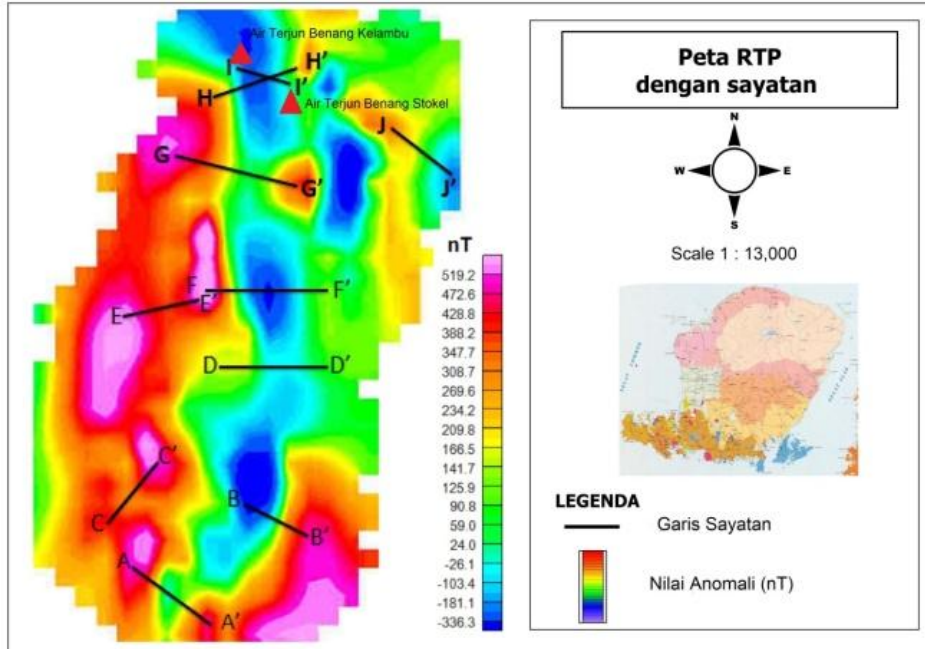 Air Terjun Benang Kelambu
I
H'
H
I'
Air Terjun Benang Stokel
J
G
G'
J'
F
F'
E
E'
D
D'
C'
C
B
B'
A
A'
nT
519.2
472.6
428.8
388.2
347.7
308.7
269.6
234.2
209.8
166.5
141.7
125.9
90.8
59.0
24.0
-26.1
-103.4
-181.1
-336.3
Peta RTP
dengan sayatan
N
W E
S
Scale 1 : 13,000
LEGENDA
Garis Sayatan
Nilai Anomali (nT)